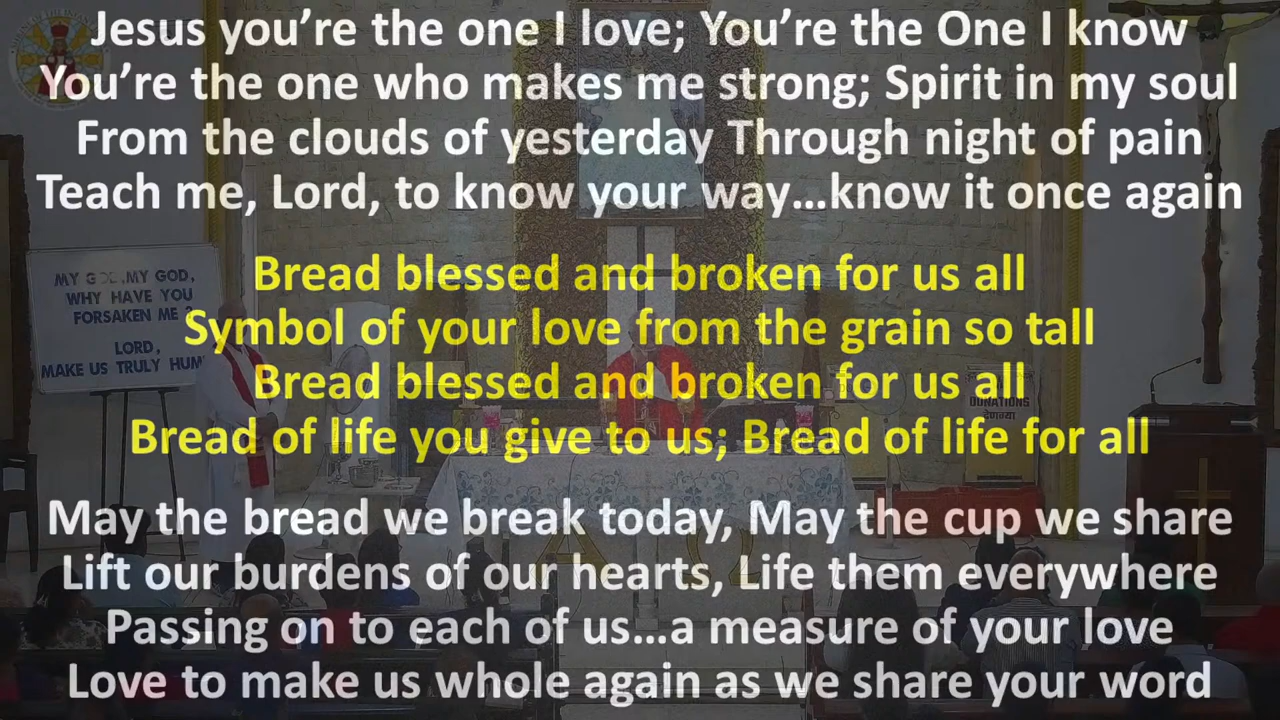 Jesus you’re the one I love; You’re the One I know
You’re the one who makes me strong; Spirit in my soul
From the clouds of yesterday Through night of pain
Teach me, Lord, to know your way...know it once again
Bread blessed and broken for us all
Symbol of your love from the grain so tall
Bread blessed and broken for us all
Bread of life you give to us; Bread of life for all
May the bread we break today, May the cup we share
Lift our burdens of our hearts, Life them everywhere
Passing on to each of us...a measure of your love
Love to make us whole again as we share your word
MY GOD, MY GOD,
WHY HAVE YOU
FORSAKEN ME ?
LORD,
MAKE US TRULY HUM
DONATIONS